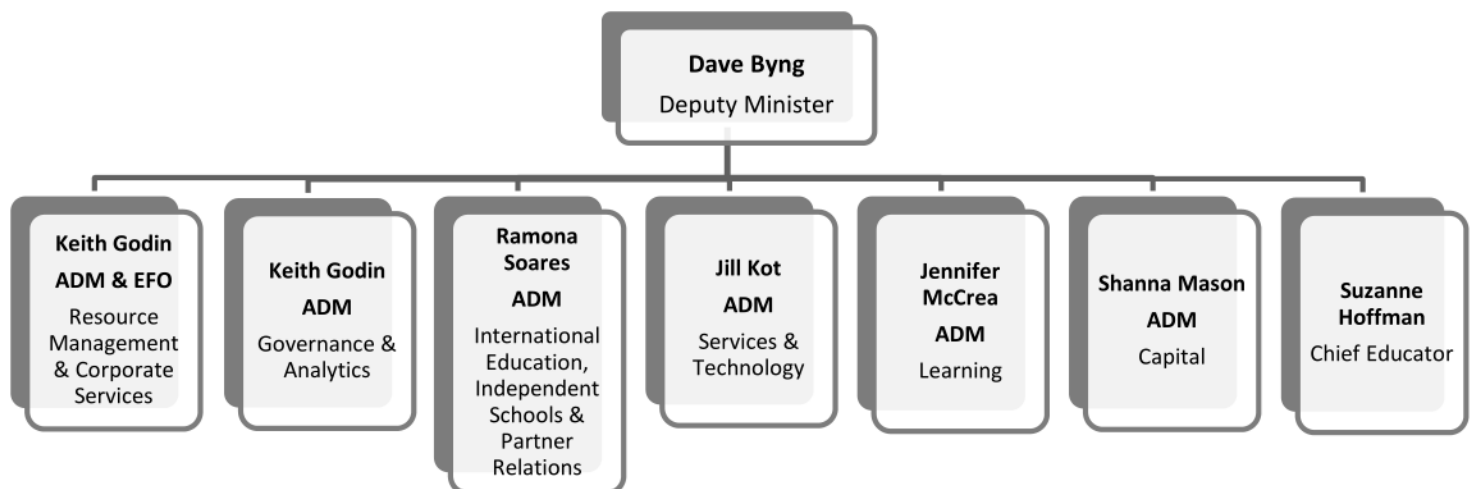 Dave Byng
Deputy Minister
Keith Godin
ADM & EFO
Resource
Management
& Corporate
Services
Keith Godin
ADM
Governance &
Analytics
Ramona
Soares
ADM
International
Education,
Independent
Schools &
Partner
Relations
Jill Kot
ADM
Services &
Technology
Jennifer
McCrea
ADM
Learning
Shanna Mason
ADM
Capital
Suzanne
Hoffman
Chief Educator